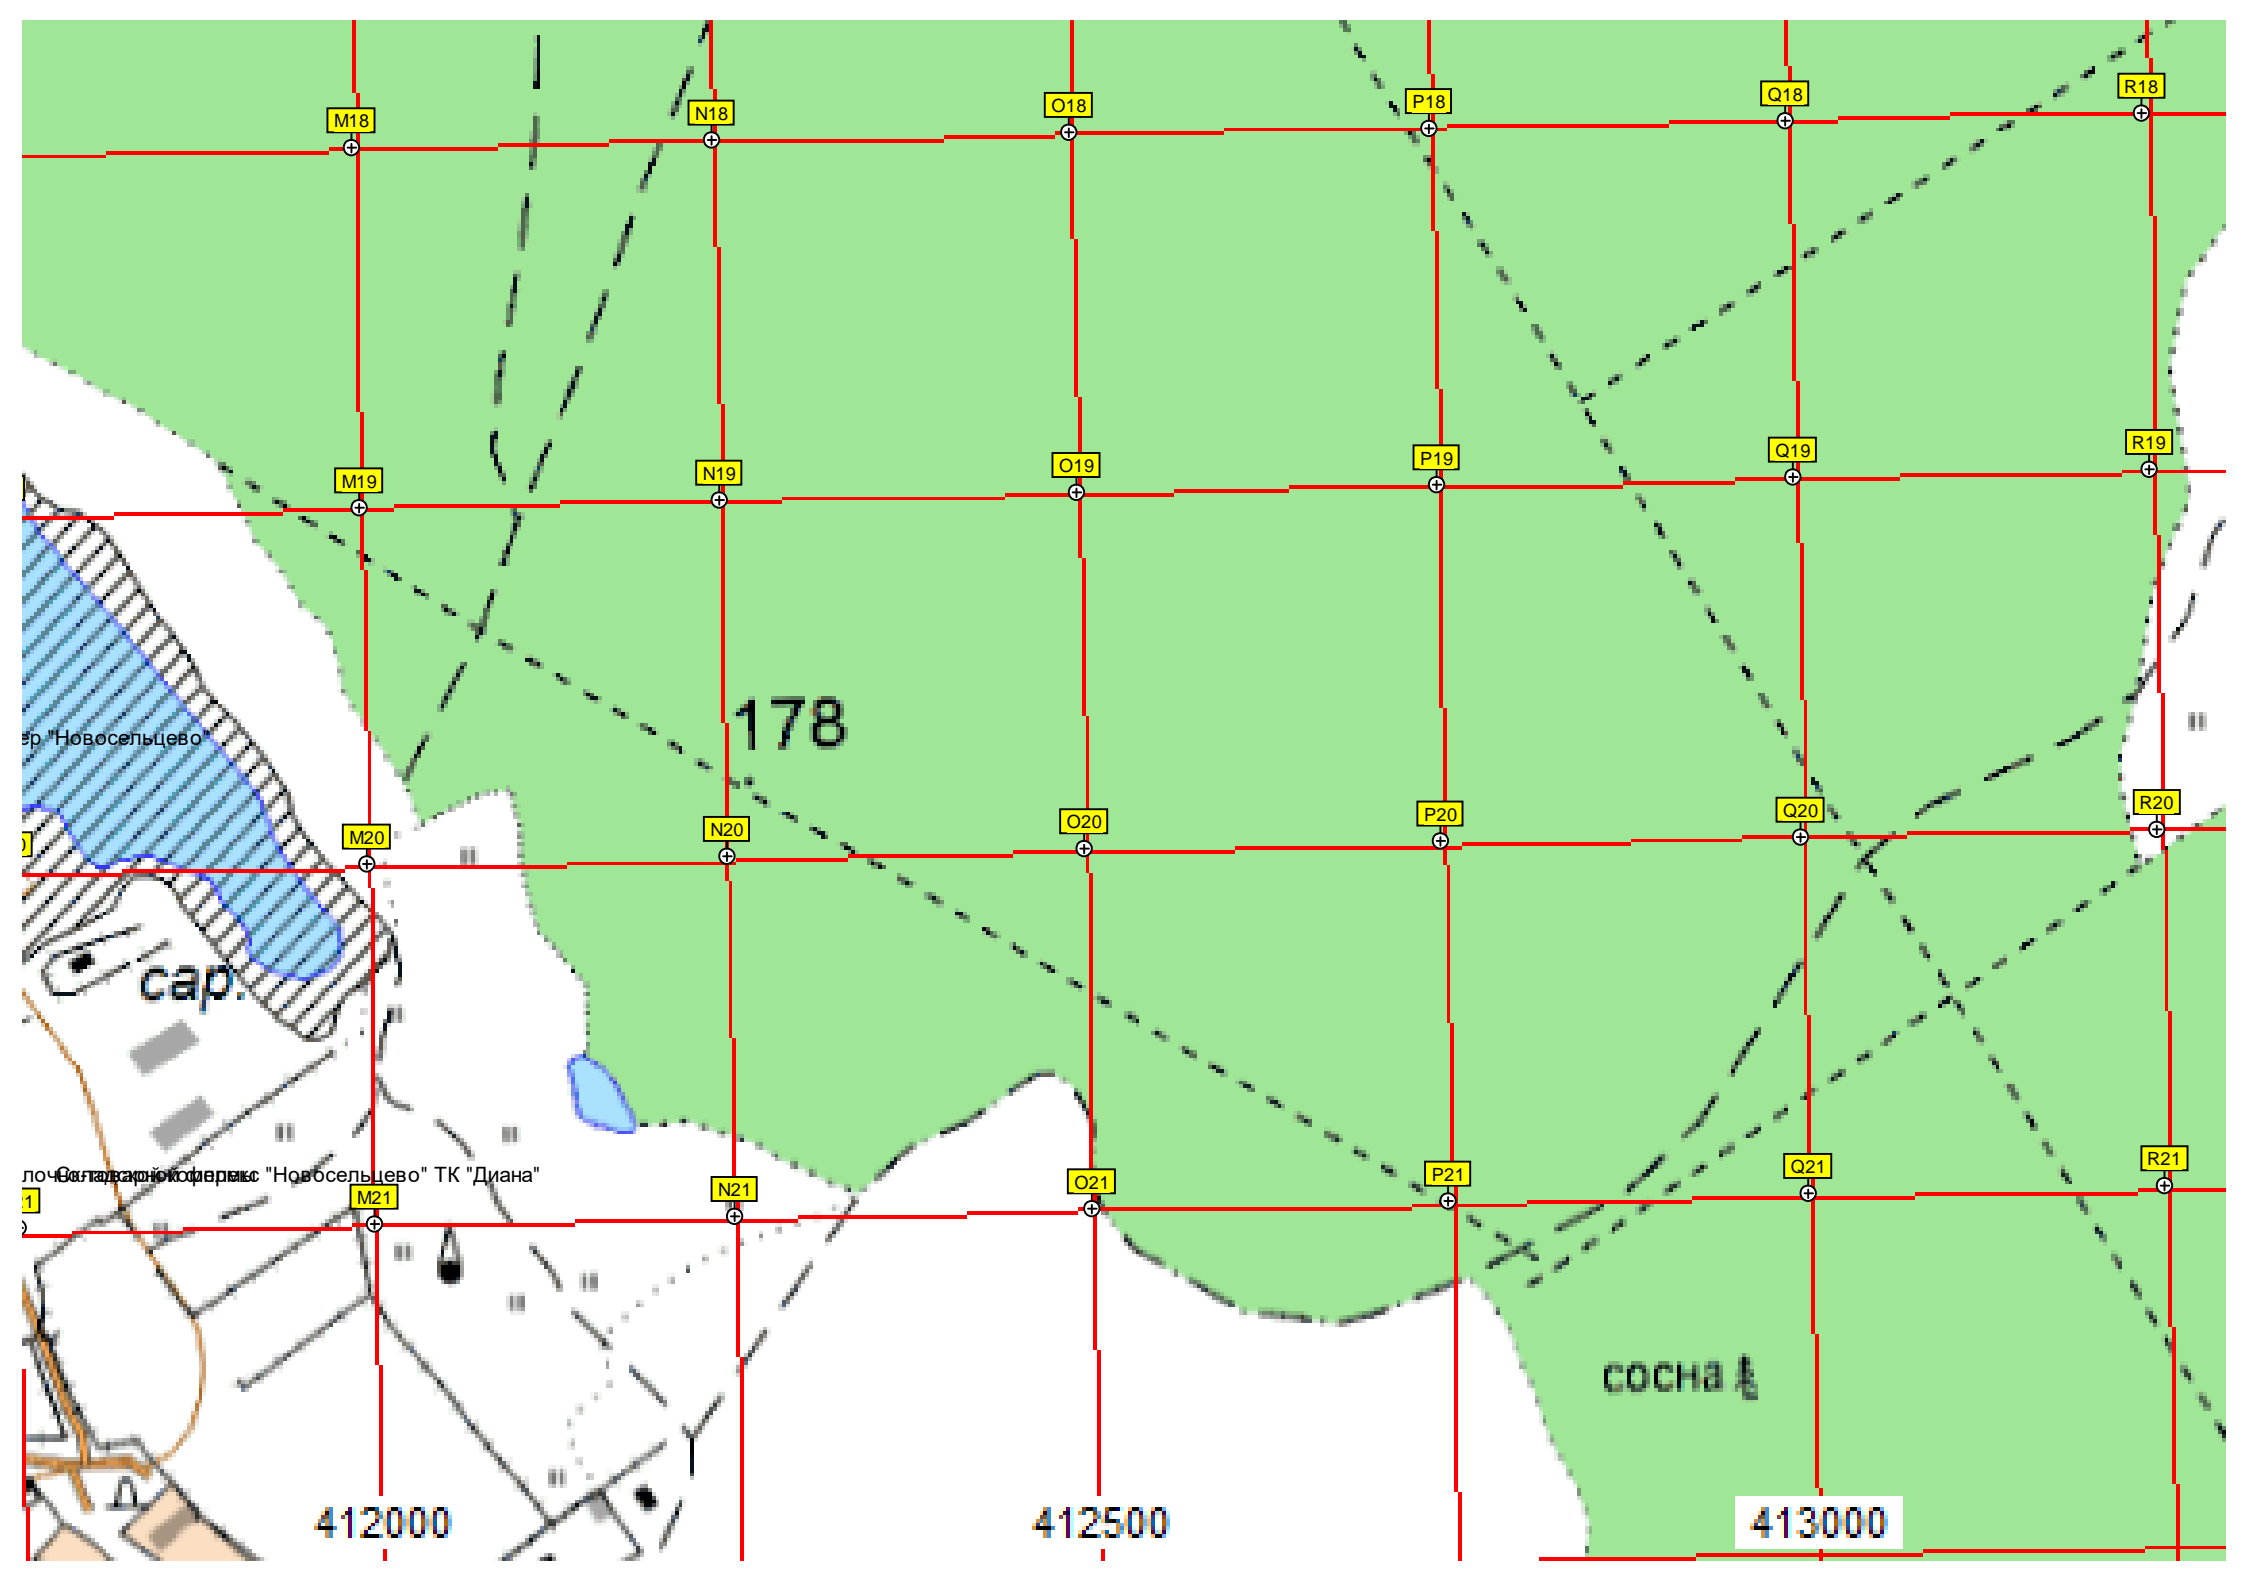 M18 N18 O18 P18 Q18 R18
M19 N19 O19 P19 Q19 R19
178
ер "Новосельцево"
M20 N20 O20 P20 Q20 R20
сар.
"Новосельцево" ТК "Диана"
21 M21 N21 O21 P21 Q21 R21
сосна
412000 412500 413000